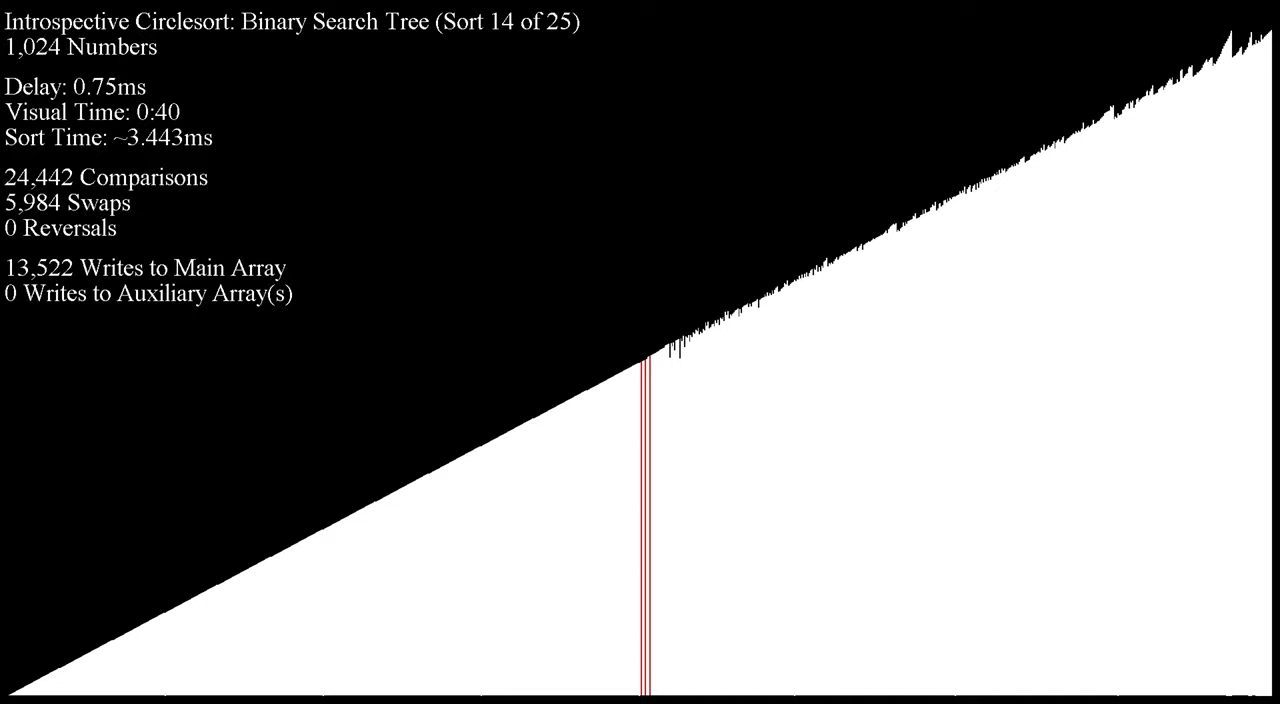 Introspective Circlesort: Binary Search Tree (Sort 14 of 25)
1,024 Numbers
Delay: 0.75ms
Visual Time: 0:40
Sort Time: ~3.443ms
24,442 Comparisons
5,984 Swaps
0 Reversals
13,522 Writes to Main Array
0 Writes to Auxiliary Array(s)